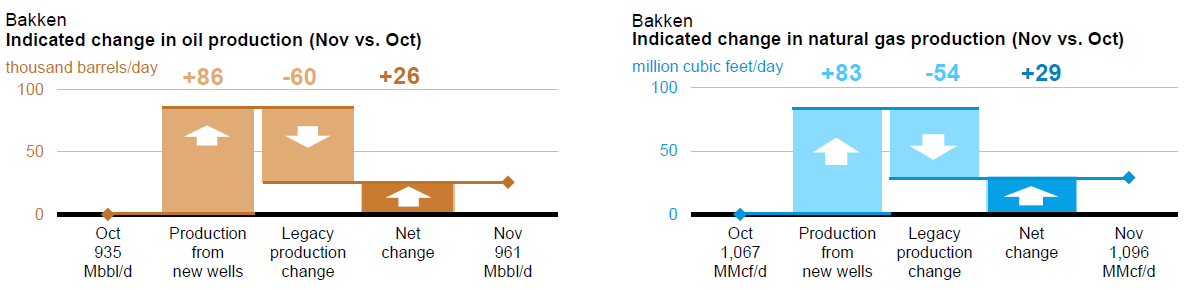 Bakken
Indicated change in oil production (Nov vs. Oct)
thousand barrels/day
+86
-60
+26
100
50
0
Oct
935
Mbbl/d
Production
from
new wells
Legacy
production
change
Net
change
Nov
961
Mbbl/d
Bakken
Indicated change in natural gas production (Nov vs. Oct)
million cubic feet/day
+83
-54
+29
100
50
0
Oct
1,067
MMcf/d
Production
from
new wells
Legacy
production
change
Net
change
Nov
1,096
MMcf/d